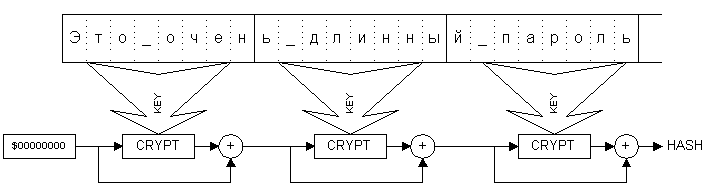 Это_очень_длинный_пароль
KEY KEY KEY
$00000000 CRYPT + CRYPT + CRYPT + HASH